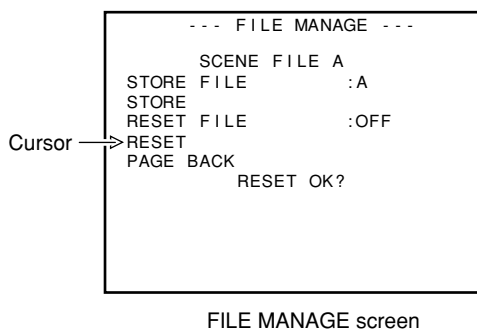 --- FILE MANAGE ---
SCENE FILE A
STORE FILE :A
STORE
RESET FILE :OFF
Cursor RESET
PAGE BACK
RESET OK?
FILE MANAGE screen